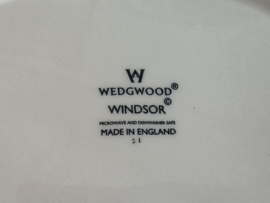 W
WEDGWOOD®
WINDSOR©
MICROWAVE AND DISHWASHER SAFE
MADE IN ENGLAND